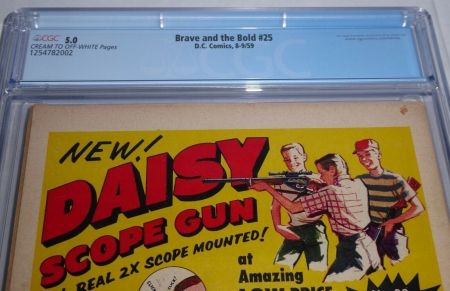 CGC 5.0
CREAM TO OFF-WHITE Pages
1254782002
Brave and the Bold #25
D.C. Comics, 8-9/59
NEW!
DAISY
SCOPE GUN
REAL 2X SCOPE MOUNTED!
at
Amazing
LOW PRICE